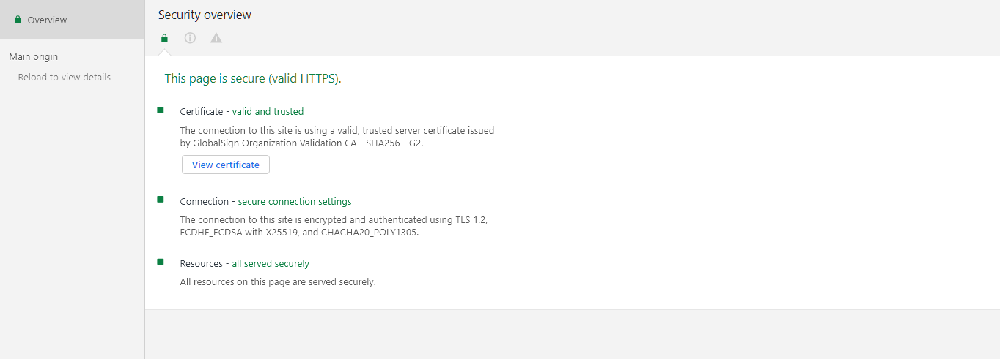 Overview
Main origin
Reload to view details
Security overview
This page is secure (valid HTTPS).
Certificate - valid and trusted
The connection to this site is using a valid, trusted server certificate issued
by GlobalSign Organization Validation CA - SHA256 - G2.
View certificate
Connection - secure connection settings
The connection to this site is encrypted and authenticated using TLS 1.2,
ECDHE_ECDSA with X25519, and CHACHA20_POLY1305.
Resources - all served securely
All resources on this page are served securely.